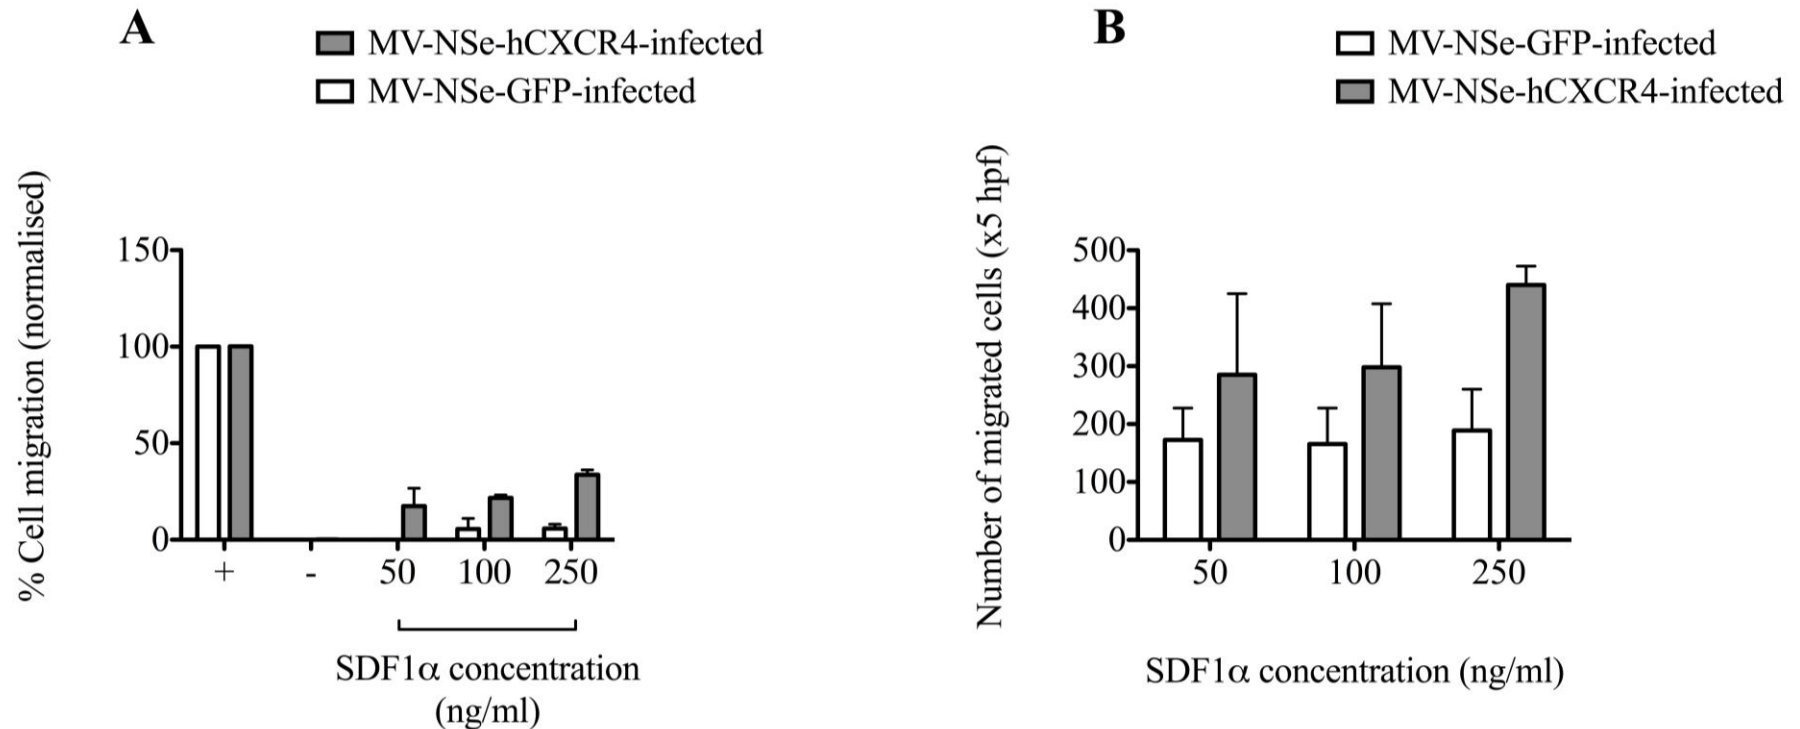 A
MV-NSe-hCXCR4-infected
MV-NSe-GFP-infected
% Cell migration (normalised)
150
100
50
0
+ - 50 100 250
SDF1α concentration
(ng/ml)
B
MV-NSe-GFP-infected
MV-NSe-hCXCR4-infected
Number of migrated cells (x5 hpf)
500
400
300
200
100
0
50 100 250
SDF1α concentration (ng/ml)